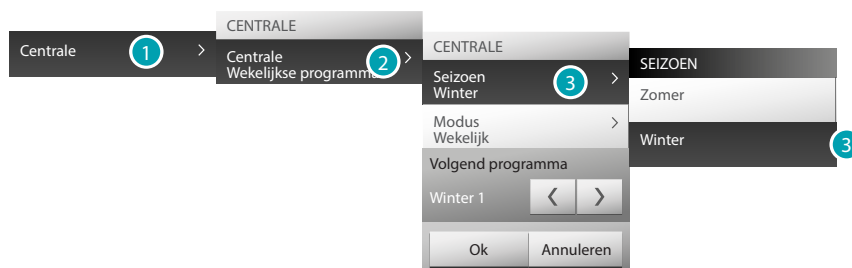 Centrale
1
>
CENTRALE
Centrale
Wekelijkse programma
2
>
CENTRALE
Seizoen
Winter
3
>
Modus
Wekelijk
>
Volgend programma
Winter 1
Ok
Annuleren
SEIZOEN
Zomer
Winter
3